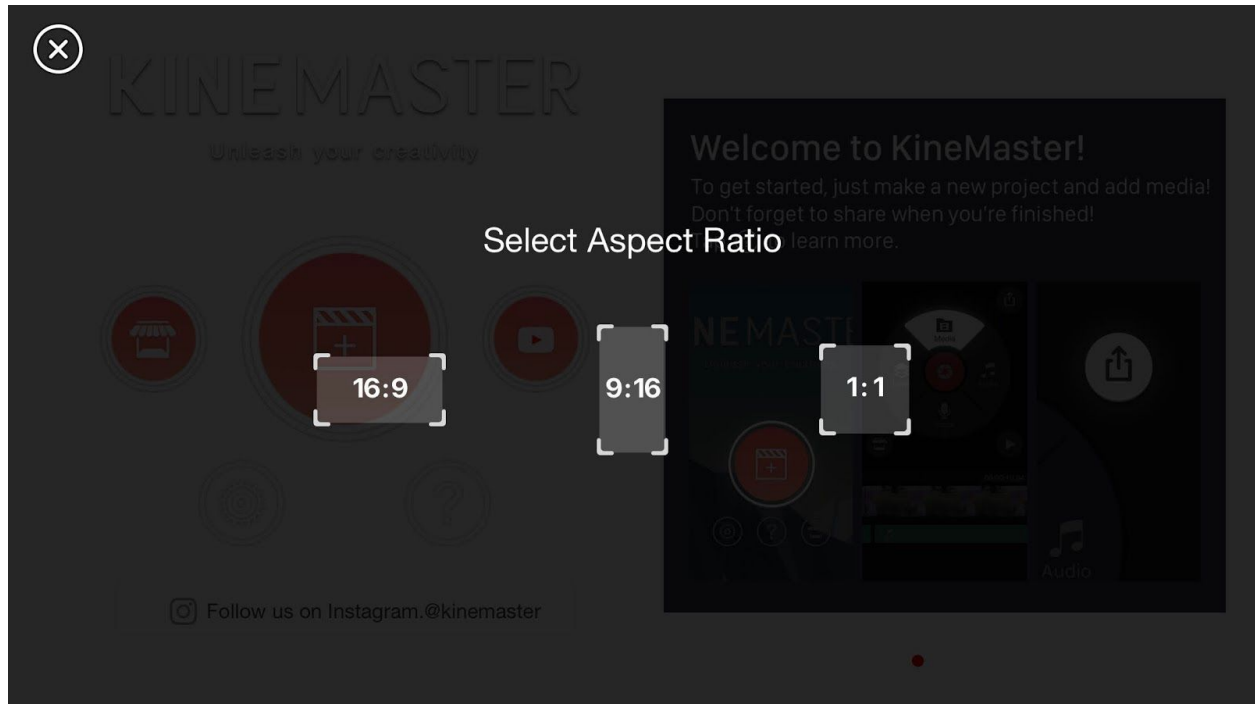 KINEMASTER
Unleash your creativity
Welcome to KineMaster!
To get started, just make a new project and add media!
Don't forget to share when you're finished!
learn more.
Select Aspect Ratio
16:9
9:16
1:1
NEMASTE
Media
Audio
Follow us on Instagram.@kinemaster